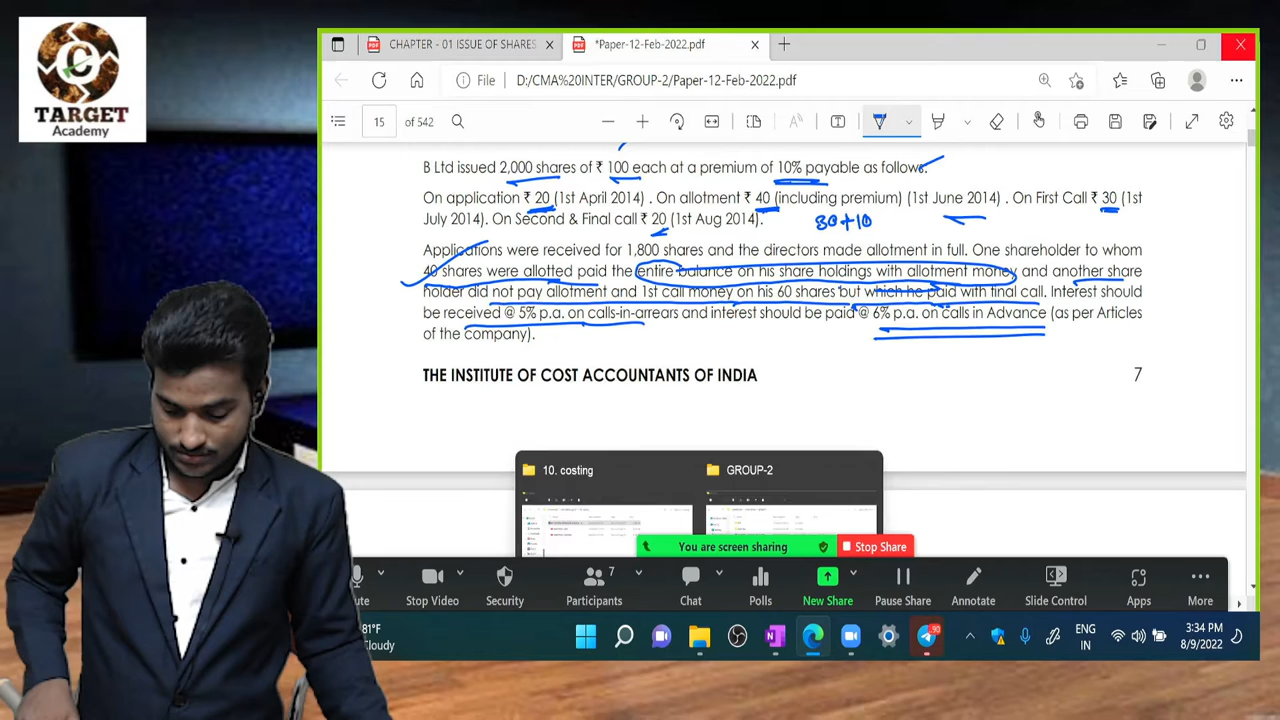 TARGET
Academy
CHAPTER - 01 ISSUE OF SHARES
*Paper-12-Feb-2022.pdf
File
D:/CMA%20INTER/GROUP-2/Paper-12-Feb-2022.pdf
15 of 542
B Ltd issued 2,000 shares of ₹ 100 each at a premium of 10% payable as follows.
On application ₹ 20 (1st April 2014) . On allotment ₹ 40 (including premium) (1st June 2014) . On First Call ₹ 30 (1st
July 2014). On Second & Final call ₹ 20 (1st Aug 2014).
30+10
Applications were received for 1,800 shares and the directors made allotment in full. One shareholder to whom
40 shares were allotted paid the entire balance on his share holdings with allotment money and another share
holder did not pay allotment and 1st call money on his 60 shares but which he paid with final call. Interest should
be received @ 5% p.a. on calls-in-arrears and interest should be paid @ 6% p.a. on calls in Advance (as per Articles
of the company).
THE INSTITUTE OF COST ACCOUNTANTS OF INDIA 7
10. costing
GROUP-2
You are screen sharing
Stop Share
7
ute
Stop Video
Security
Participants
Chat
Polls
New Share
Pause Share
Annotate
Slide Control
Apps
More
81°F
Cloudy
90
ENG
IN
3:34 PM
8/9/2022